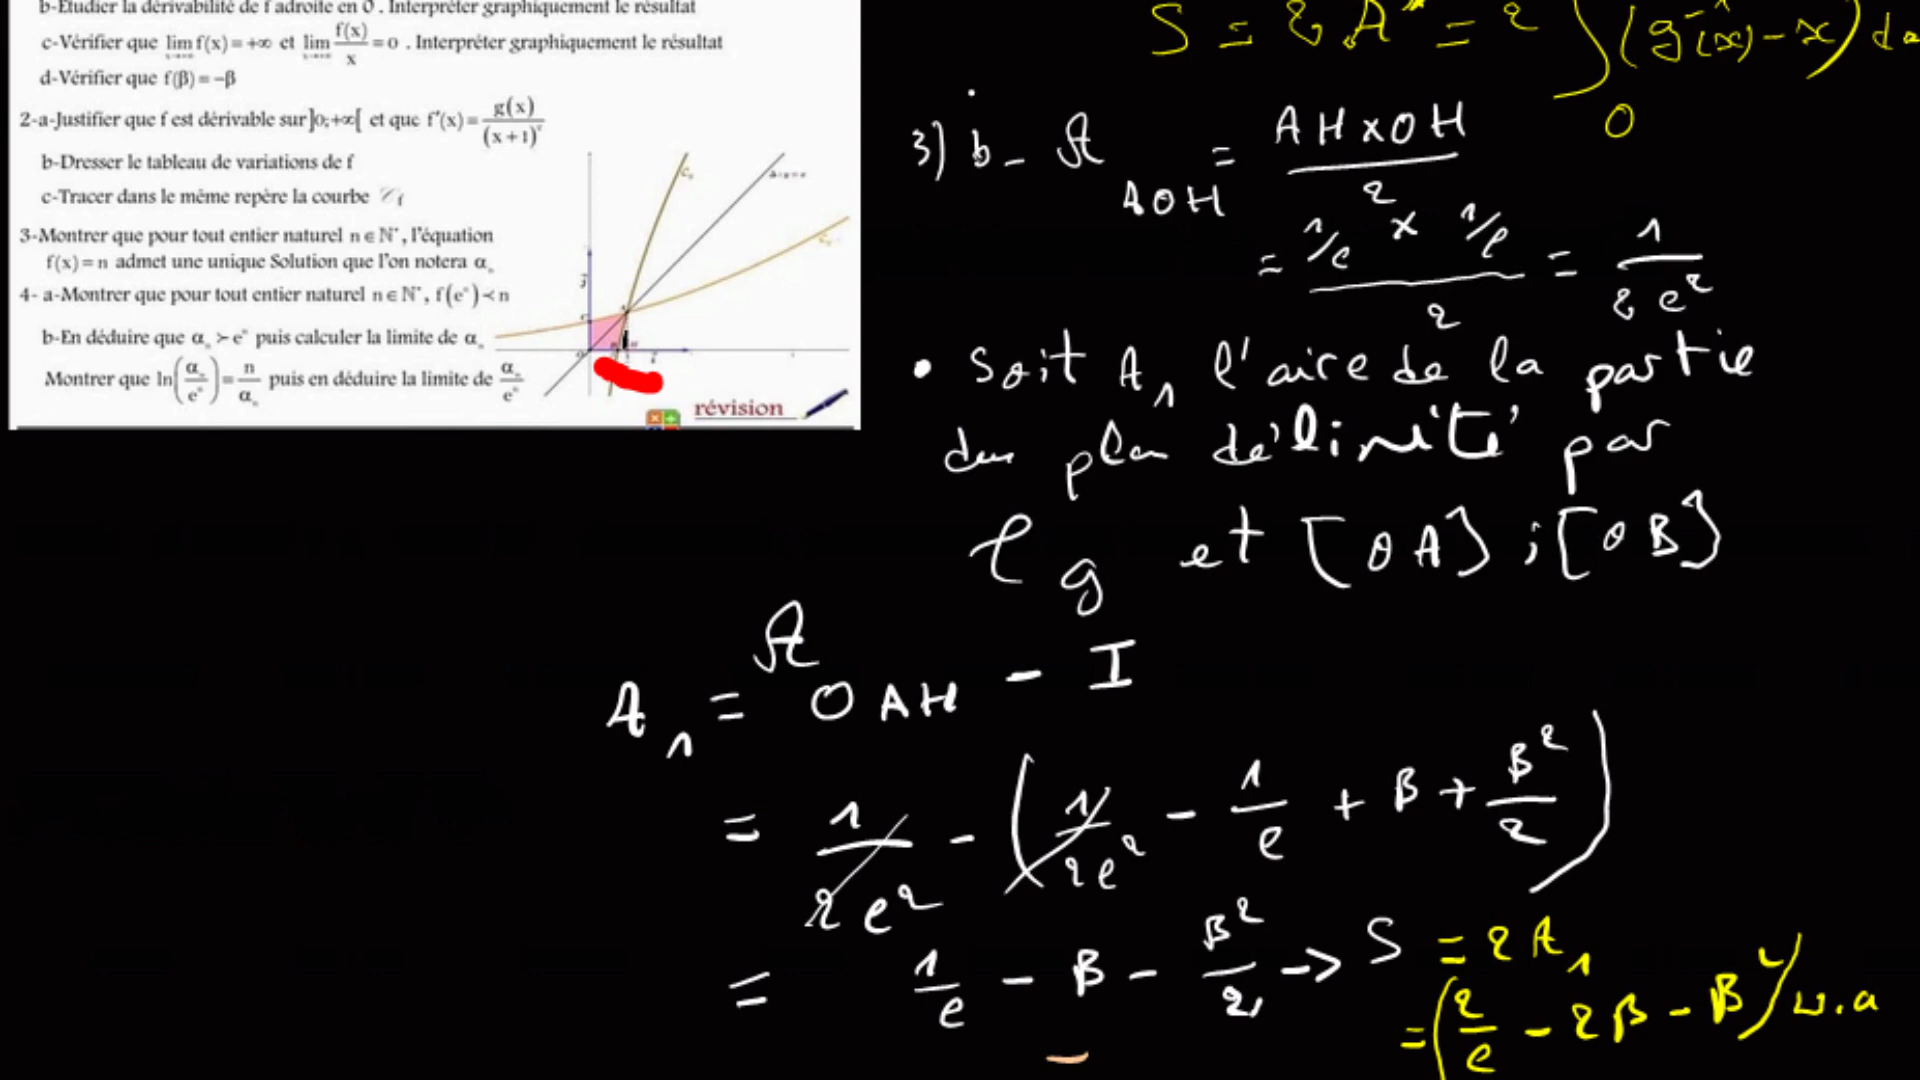 b-Etudier la dérivabilité de f adroite en 0 . Interpréter graphiquement le résultat
c-Vérifier que lim f(x) = +∞ et lim f(x)/x = 0 . Interpréter graphiquement le résultat
d-Vérifier que f(β) = -β
2-a-Justifier que f est dérivable sur ]0;+∞[ et que f'(x) = g(x)/(x+1)²
b-Dresser le tableau de variations de f
c-Tracer dans le même repère la courbe 𝒞f
3-Montrer que pour tout entier naturel n ∈ ℕ*, l'équation
f(x) = n admet une unique Solution que l'on notera αn
4- a-Montrer que pour tout entier naturel n ∈ ℕ*, f(eⁿ) ≺ n
b-En déduire que αn ≻ eⁿ puis calculer la limite de αn
Montrer que ln(αn/eⁿ) = n/αn puis en déduire la limite de αn/eⁿ
révision
S = 2 A* = 2 ∫0 (g⁻¹(x) - x) d
3) b- 𝒜AOH = AH x OH / 2
= 1/e x 1/e / 2 = 1/2e²
• Soit A1 l'aire de la partie
du plan délimité par
𝒞g et [OA] ; [OB]
A1 = 𝒜OAH - I
= 1/2e² - (1/2e² - 1/e + β + β²/2)
= 1/e - β - β²/2 -> S = 2A1
= (2/e - 2β - β²) u.a